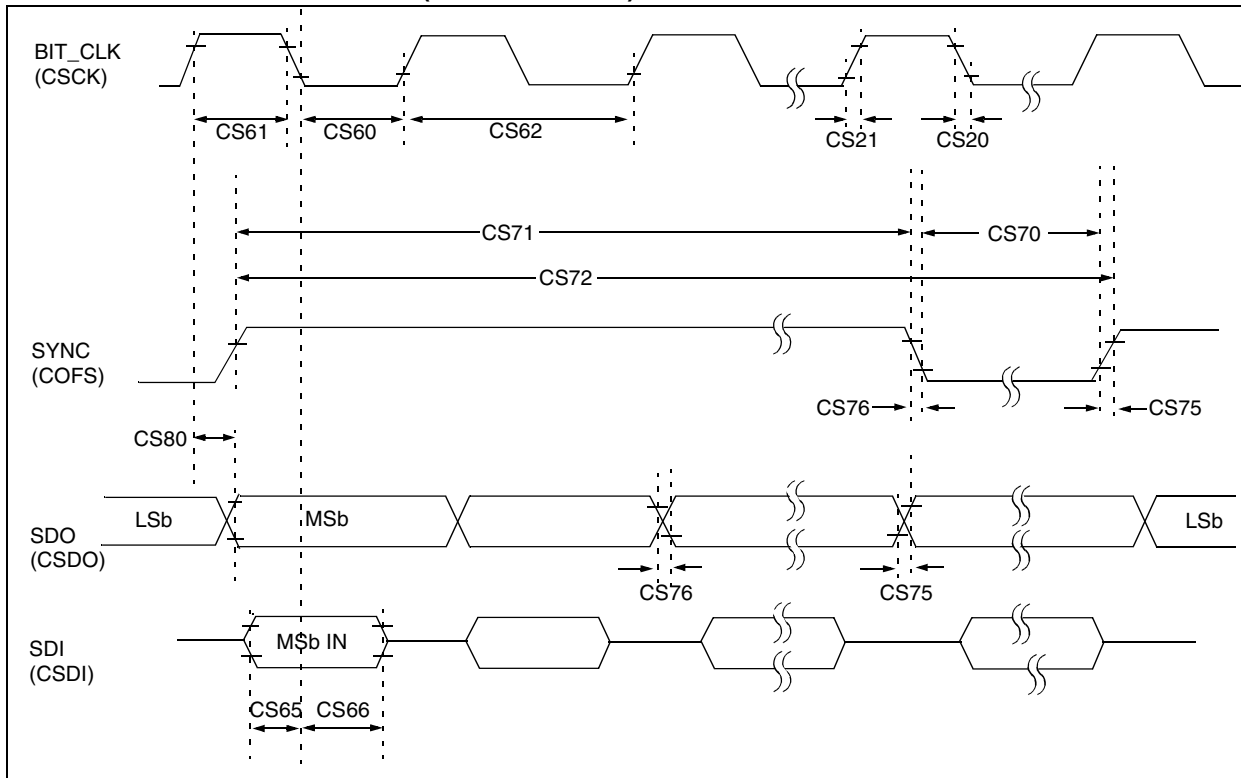 BIT_CLK
(CSCK)
CS61
CS60
CS62
CS21
CS20
CS71
CS70
CS72
SYNC
(COFS)
CS76
CS75
CS80
LSb
MSb
LSb
SDO
(CSDO)
CS76
CS75
SDI
(CSDI)
MSb IN
CS65
CS66